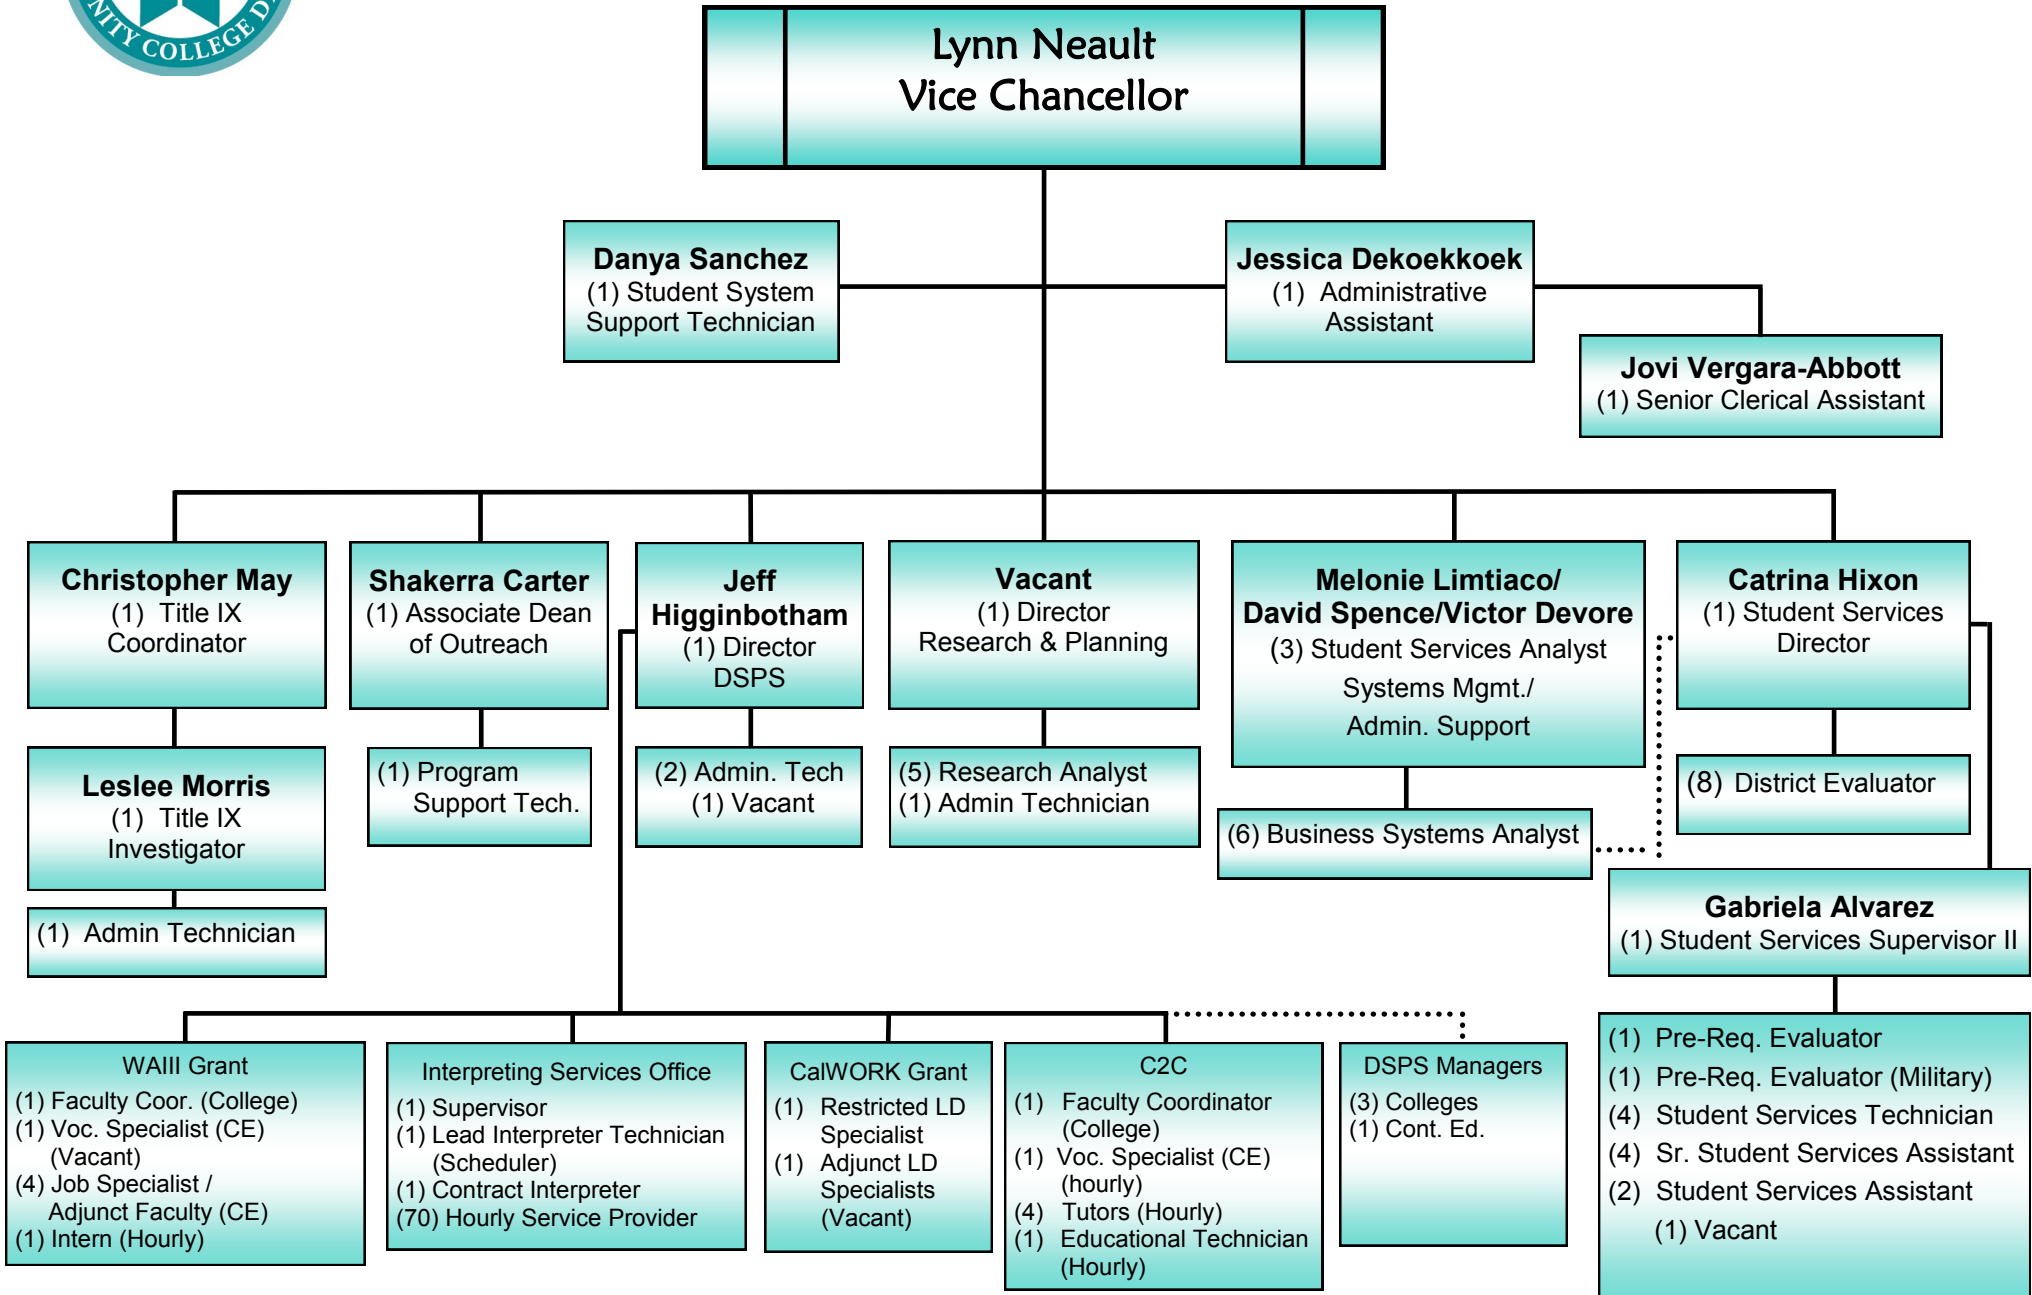 NITY COLLEGE D
Lynn Neault
Vice Chancellor
Danya Sanchez
(1) Student System
Support Technician
Jessica Dekoekkoek
(1) Administrative
Assistant
Jovi Vergara-Abbott
(1) Senior Clerical Assistant
Christopher May
(1) Title IX
Coordinator
Shakerra Carter
(1) Associate Dean
of Outreach
Jeff
Higginbotham
(1) Director
DSPS
Vacant
(1) Director
Research & Planning
Melonie Limtiaco/
David Spence/Victor Devore
(3) Student Services Analyst
Systems Mgmt./
Admin. Support
Catrina Hixon
(1) Student Services
Director
Leslee Morris
(1) Title IX
Investigator
(1) Program
Support Tech.
(2) Admin. Tech
(1) Vacant
(5) Research Analyst
(1) Admin Technician
(6) Business Systems Analyst
(8) District Evaluator
(1) Admin Technician
Gabriela Alvarez
(1) Student Services Supervisor II
WAIII Grant
(1) Faculty Coor. (College)
(1) Voc. Specialist (CE)
(Vacant)
(4) Job Specialist /
Adjunct Faculty (CE)
(1) Intern (Hourly)
Interpreting Services Office
(1) Supervisor
(1) Lead Interpreter Technician
(Scheduler)
(1) Contract Interpreter
(70) Hourly Service Provider
CalWORK Grant
(1) Restricted LD
Specialist
(1) Adjunct LD
Specialists
(Vacant)
C2C
(1) Faculty Coordinator
(College)
(1) Voc. Specialist (CE)
(hourly)
(4) Tutors (Hourly)
(1) Educational Technician
(Hourly)
DSPS Managers
(3) Colleges
(1) Cont. Ed.
(1) Pre-Req. Evaluator
(1) Pre-Req. Evaluator (Military)
(4) Student Services Technician
(4) Sr. Student Services Assistant
(2) Student Services Assistant
(1) Vacant